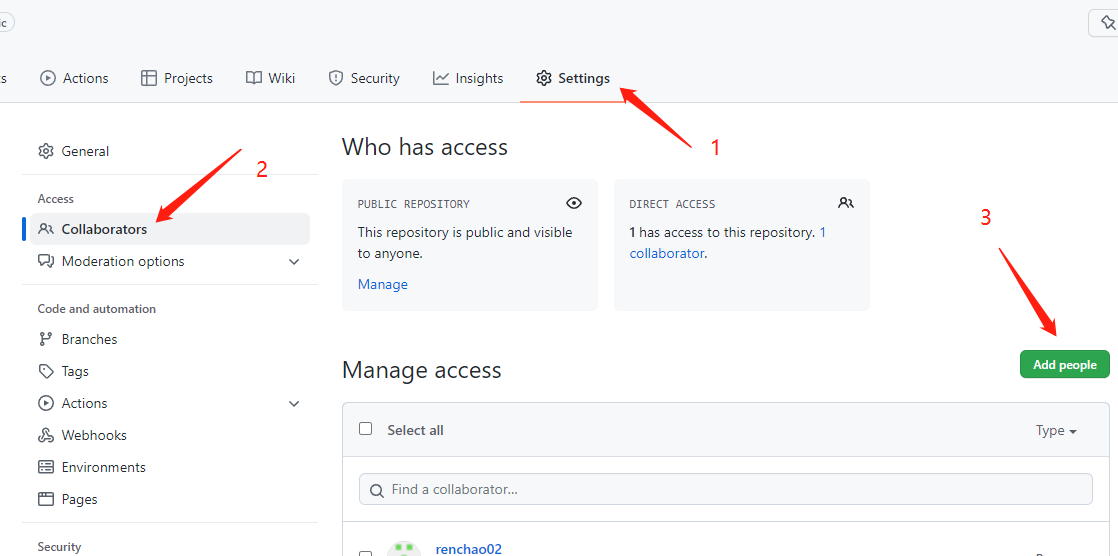 Actions Projects Wiki Security Insights Settings
1
2
3
General
Access
Collaborators
Moderation options
Code and automation
Branches
Tags
Actions
Webhooks
Environments
Pages
Security
Who has access
PUBLIC REPOSITORY
This repository is public and visible
to anyone.
Manage
DIRECT ACCESS
1 has access to this repository. 1
collaborator.
Manage access
Add people
Select all
Type
Find a collaborator...
renchao02